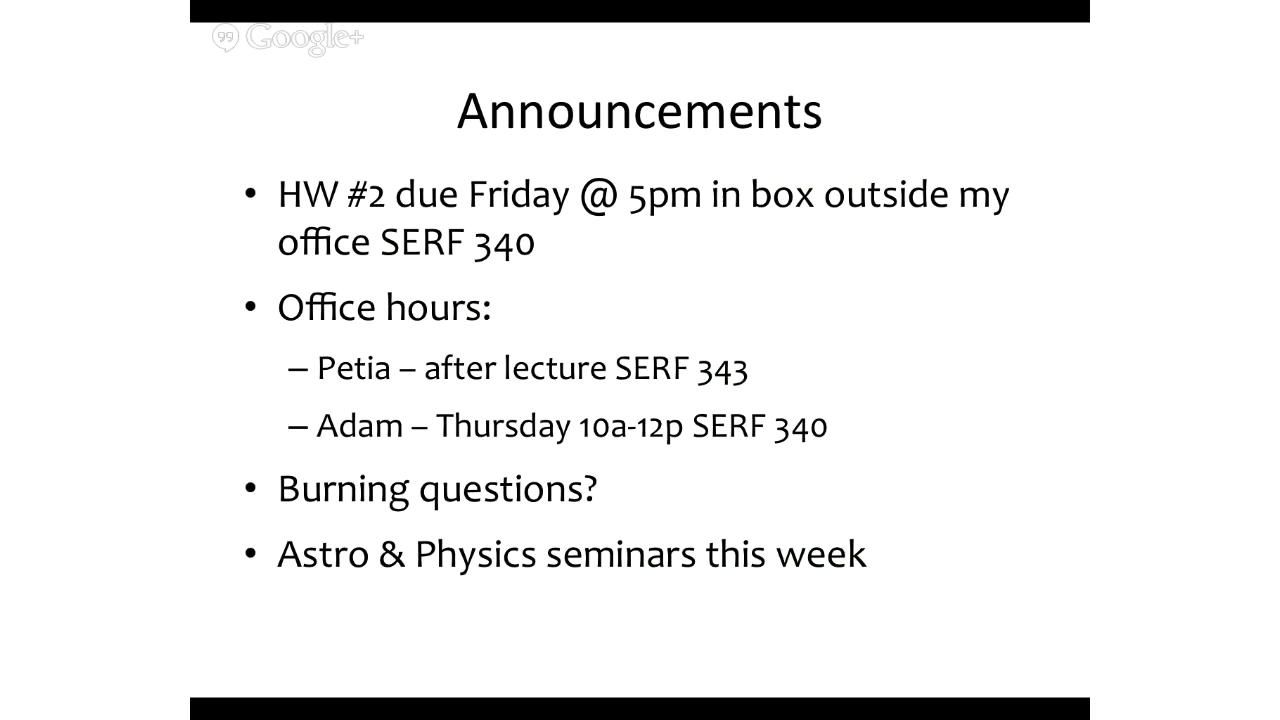 Google+
Announcements
• HW #2 due Friday @ 5pm in box outside my
office SERF 340
• Office hours:
– Petia – after lecture SERF 343
– Adam – Thursday 10a-12p SERF 340
• Burning questions?
• Astro & Physics seminars this week